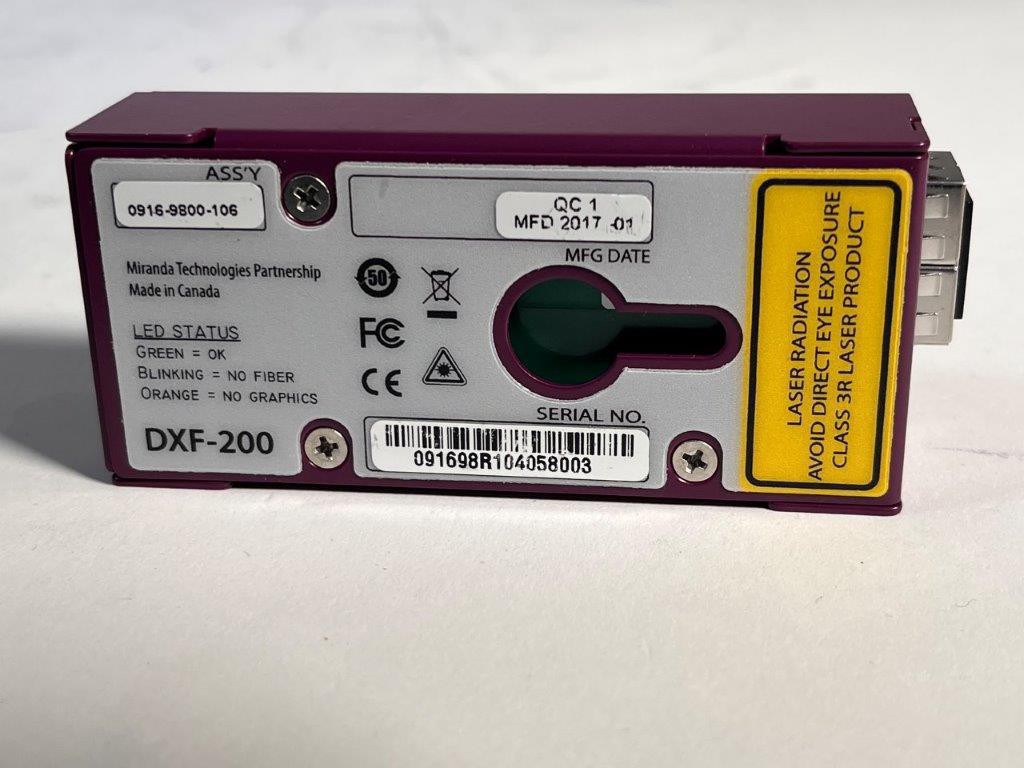 ASS'Y
0916-9800-106
Miranda Technologies Partnership
Made in Canada
LED STATUS
GREEN = OK
BLINKING = NO FIBER
ORANGE = NO GRAPHICS
DXF-200
QC 1
MFD 2017 -01
MFG DATE
50
FC
CE
SERIAL NO.
091698R104058003
LASER RADIATION
AVOID DIRECT EYE EXPOSURE
CLASS 3R LASER PRODUCT